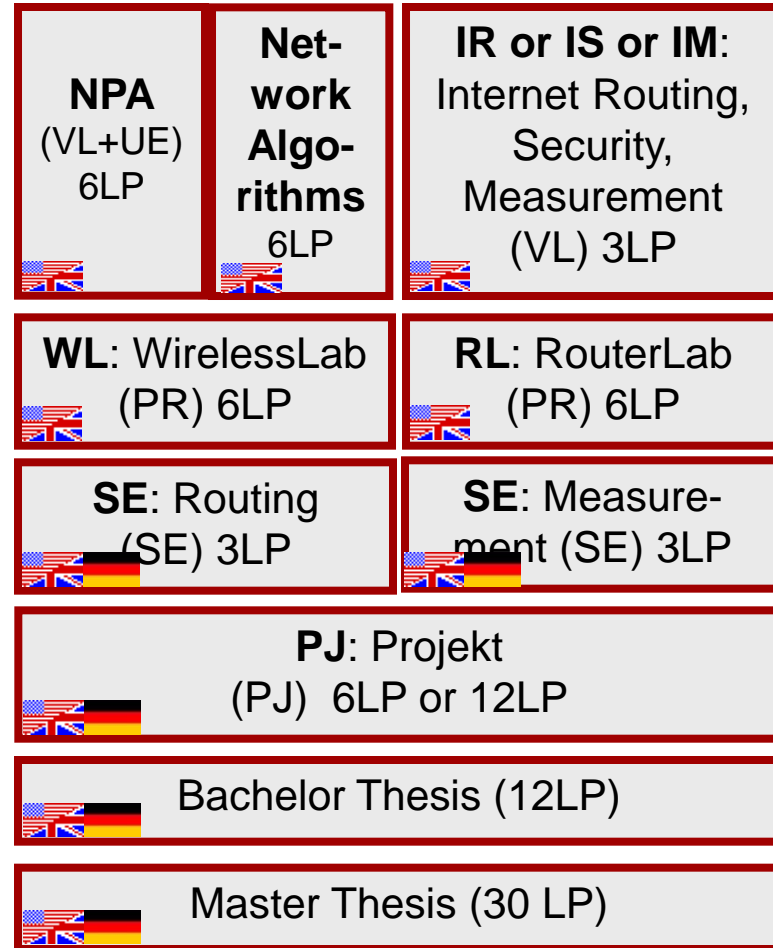 NPA
(VL+UE)
6LP
Net-
work
Algo-
rithms
6LP
IR or IS or IM:
Internet Routing,
Security,
Measurement
(VL) 3LP
WL: WirelessLab
(PR) 6LP
RL: RouterLab
(PR) 6LP
SE: Routing
(SE) 3LP
SE: Measure-
ment (SE) 3LP
PJ: Projekt
(PJ) 6LP or 12LP
Bachelor Thesis (12LP)
Master Thesis (30 LP)